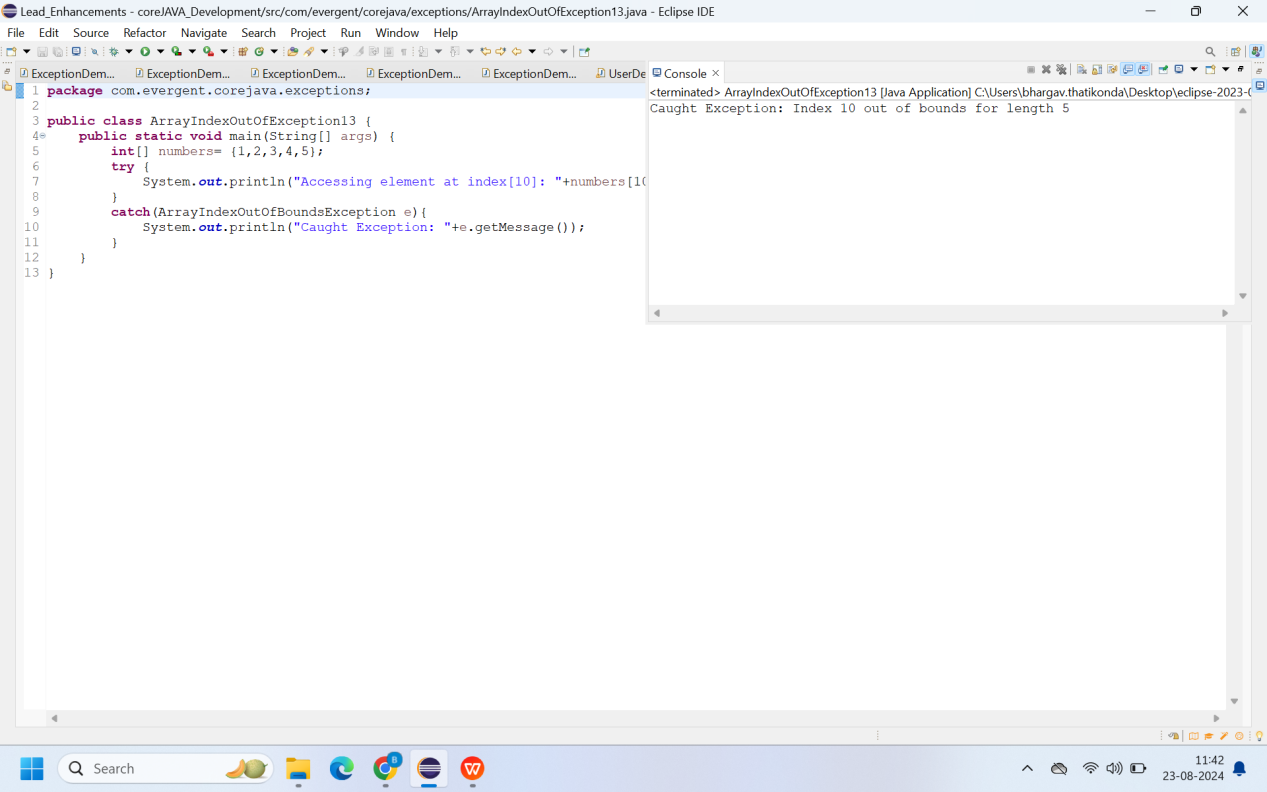 Lead_Enhancements - coreJAVA_Development/src/com/evergent/corejava/exceptions/ArrayIndexOutOfException13.java - Eclipse IDE
File Edit Source Refactor Navigate Search Project Run Window Help
ExceptionDem... ExceptionDem... ExceptionDem... ExceptionDem... ExceptionDem... UserDe
1 package com.evergent.corejava.exceptions;
2
3 public class ArrayIndexOutOfException13 {
4 public static void main(String[] args) {
5 int[] numbers= {1,2,3,4,5};
6 try {
7 System.out.println("Accessing element at index[10]: "+numbers[10
8 }
9 catch(ArrayIndexOutOfBoundsException e){
10 System.out.println("Caught Exception: "+e.getMessage());
11 }
12 }
13 }
Console
<terminated> ArrayIndexOutOfException13 [Java Application] C:\Users\bhargav.thatikonda\Desktop\eclipse-2023-0
Caught Exception: Index 10 out of bounds for length 5
Search
B
W
11:42
23-08-2024